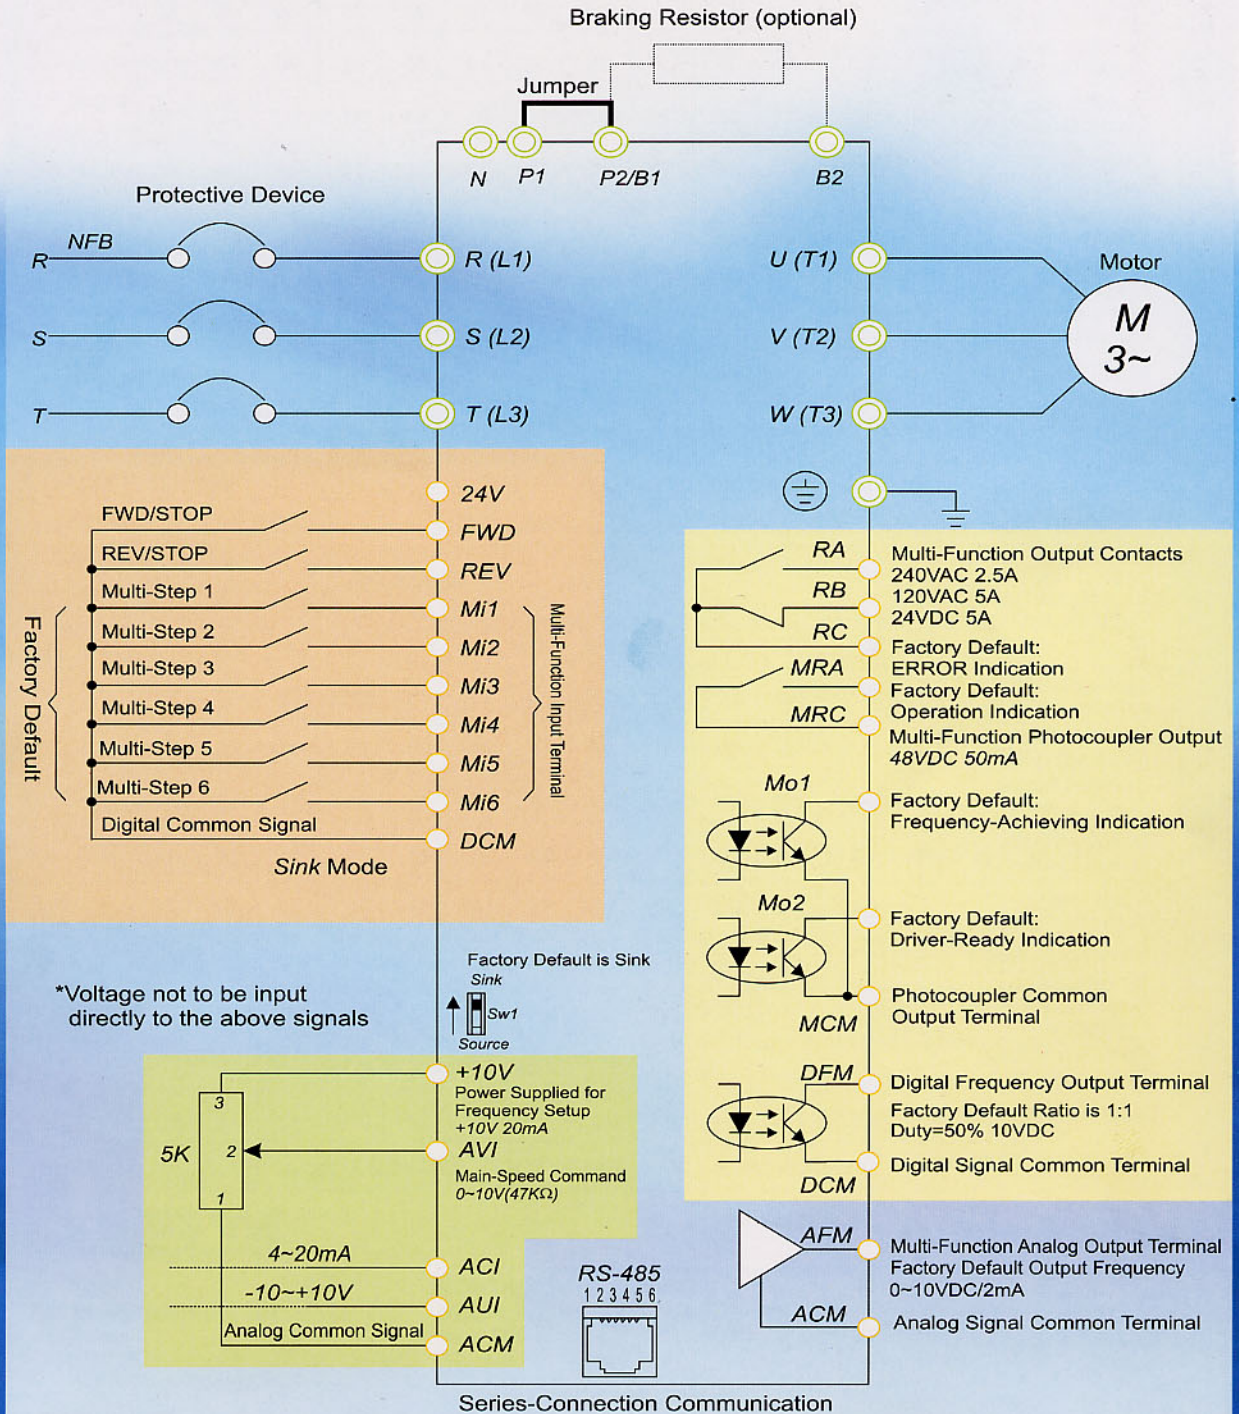 Braking Resistor (optional)
Jumper
N P1 P2/B1 B2
Protective Device
NFB
R R (L1) U (T1) Motor
S S (L2) V (T2) M
3~
T T (L3) W (T3)
24V
FWD/STOP FWD
REV/STOP REV
Multi-Step 1 Mi1
Multi-Step 2 Mi2
Multi-Step 3 Mi3
Multi-Step 4 Mi4
Multi-Step 5 Mi5
Multi-Step 6 Mi6
Digital Common Signal DCM
Factory Default
Multi-Function Input Terminal
Sink Mode
RA Multi-Function Output Contacts
240VAC 2.5A
RB 120VAC 5A
24VDC 5A
RC Factory Default:
ERROR Indication
MRA Factory Default:
Operation Indication
MRC Multi-Function Photocoupler Output
48VDC 50mA
Mo1 Factory Default:
Frequency-Achieving Indication
Mo2 Factory Default:
Driver-Ready Indication
Photocoupler Common
MCM Output Terminal
Factory Default is Sink
Sink
Sw1
Source
*Voltage not to be input
directly to the above signals
+10V
Power Supplied for
Frequency Setup
+10V 20mA
3
5K 2 AVI
Main-Speed Command
0~10V(47KΩ)
1
4~20mA ACI
-10~+10V AUI
Analog Common Signal ACM
DFM Digital Frequency Output Terminal
Factory Default Ratio is 1:1
Duty=50% 10VDC
Digital Signal Common Terminal
DCM
AFM Multi-Function Analog Output Terminal
Factory Default Output Frequency
0~10VDC/2mA
ACM Analog Signal Common Terminal
RS-485
1 2 3 4 5 6
Series-Connection Communication